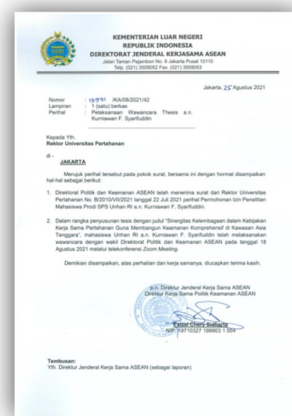 KEMENTERIAN LUAR NEGERI
REPUBLIK INDONESIA
DIREKTORAT JENDERAL KERJASAMA ASEAN
Jalan Taman Pejambon No. 6 Jakarta Pusat 10110
Telp. (021) 3509052 Fax. (021) 3509053
Jakarta, 25 Agustus 2021
Nomor : /KA/08/2021/42
Lampiran : 1 (satu) berkas
Perihal : Pelaksanaan Wawancara Thesis a.n.
Kurniawan F. Syarifuddin
Kepada Yth.
Rektor Universitas Pertahanan
di -
JAKARTA
Merujuk perihal tersebut pada pokok surat, bersama ini dengan hormat disampaikan
hal-hal sebagai berikut:
1. Direktorat Politik dan Keamanan ASEAN telah menerima surat dari Rektor Universitas
Pertahanan No. B/2010/VII/2021 tanggal 22 Juli 2021 perihal Permohonan Izin Penelitian
Mahasiswa Prodi SPS Unhan RI a.n. Kurniawan F. Syarifuddin.
2. Dalam rangka penyusunan tesis dengan judul "Sinergitas Kelembagaan dalam Kebijakan
Kerja Sama Pertahanan Guna Membangun Keamanan Komprehensif di Kawasan Asia
Tenggara", mahasiswa Unhan RI a.n. Kurniawan F. Syarifuddin telah melaksanakan
wawancara dengan wakil Direktorat Politik dan Keamanan ASEAN pada tanggal 18
Agustus 2021 melalui telekonferensi Zoom Meeting.
Demikian disampaikan, atas perhatian dan kerja samanya, diucapkan terima kasih.
a.n. Direktur Jenderal Kerja Sama ASEAN
Direktur Kerja Sama Politik Keamanan ASEAN
Faizal Chery Sidharta
NIP. 19710327 199903 1 004
Tembusan:
Yth. Direktur Jenderal Kerja Sama ASEAN (sebagai laporan)